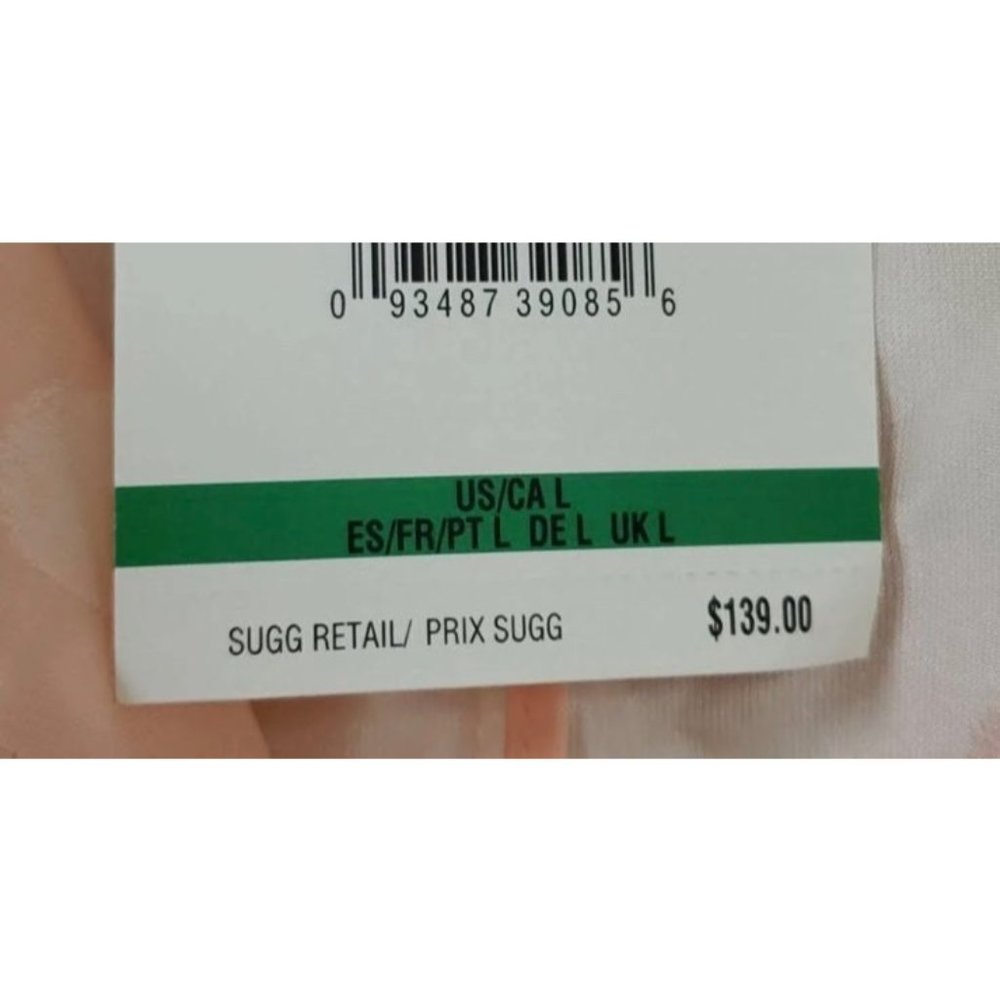 0 93487 39085 6
US/CA L
ES/FR/PT L DE L UK L
SUGG RETAIL/ PRIX SUGG $139.00